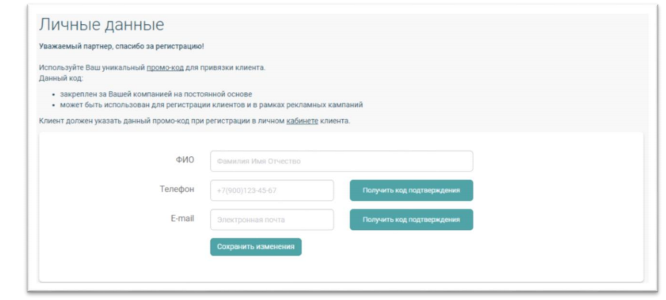 Личные данные
Уважаемый партнер, спасибо за регистрацию!
Используйте Ваш уникальный промо-код для привязки клиента.
Данный код:
• закреплен за Вашей компанией на постоянной основе
• может быть использован для регистрации клиентов и в рамках рекламных кампаний
Клиент должен указать данный промо-код при регистрации в личном кабинете клиента.
ФИО Фамилия Имя Отчество
Телефон +7(900)123-45-67 Получить код подтверждения
E-mail Электронная почта Получить код подтверждения
Сохранить изменения